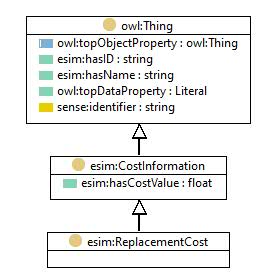 owl:Thing
owl:topObjectProperty : owl:Thing
esim:hasID : string
esim:hasName : string
owl:topDataProperty : Literal
sense:identifier : string
esim:CostInformation
esim:hasCostValue : float
esim:ReplacementCost